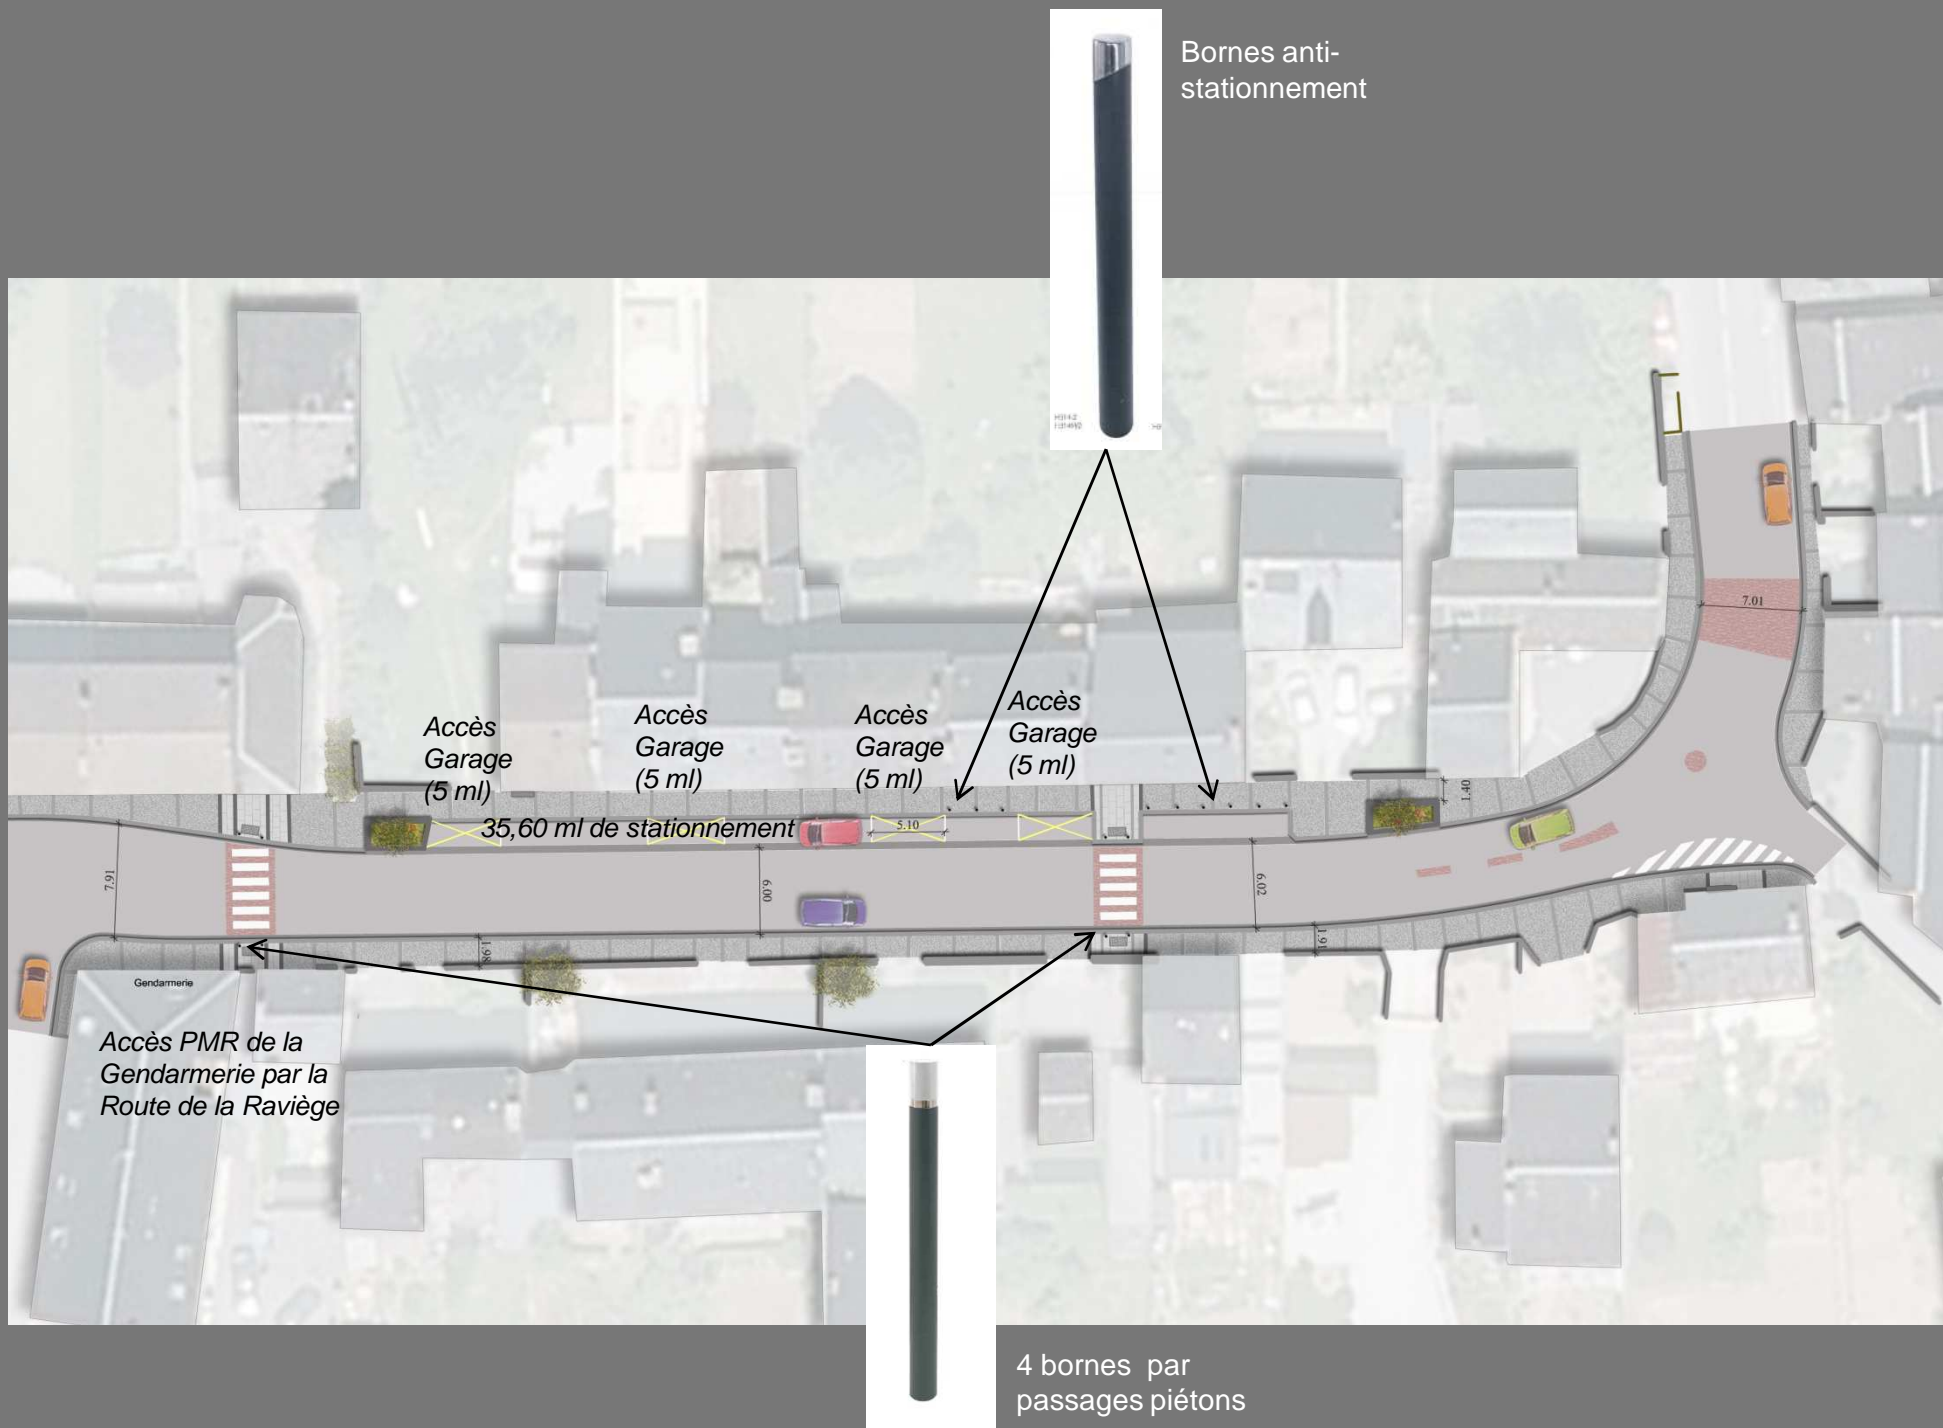 Bornes anti-
stationnement
7.01
Accès
Garage
(5 ml)
Accès
Garage
(5 ml)
Accès
Garage
(5 ml)
Accès
Garage
(5 ml)
35,60 ml de stationnement
5.10
1.40
7.91
6.00
6.02
1.98
1.91
Gendarmerie
Accès PMR de la
Gendarmerie par la
Route de la Raviège
4 bornes par
passages piétons